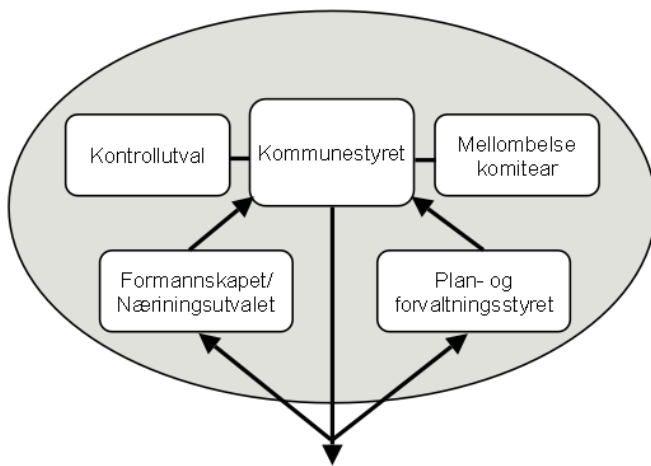 Kontrollutval
Kommunestyret
Mellombelse
komitear
Formannskapet/
Næriningsutvalet
Plan- og
forvaltningsstyret